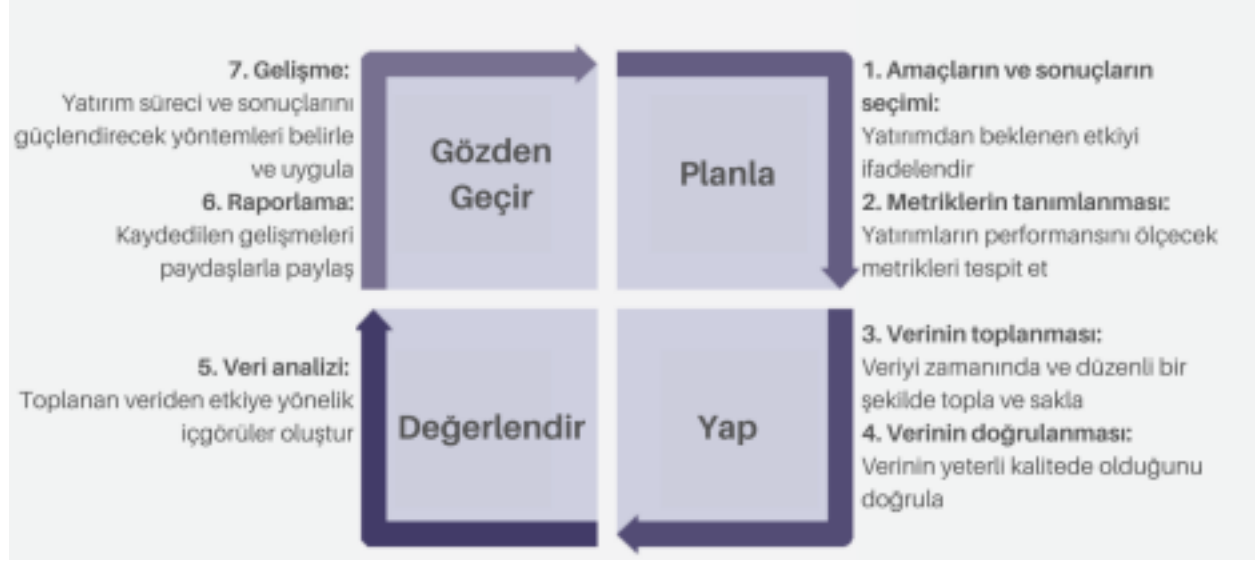 7. Gelişme:
Yatırım süreci ve sonuçlarını
güçlendirecek yöntemleri belirle
ve uygula
6. Raporlama:
Kaydedilen gelişmeleri
paydaşlarla paylaş
Gözden
Geçir
Planla
1. Amaçların ve sonuçların
seçimi:
Yatırımdan beklenen etkiyi
ifadelendir
2. Metriklerin tanımlanması:
Yatırımların performansını ölçecek
metrikleri tespit et
5. Veri analizi:
Toplanan veriden etkiye yönelik
içgörüler oluştur
Değerlendir
Yap
3. Verinin toplanması:
Veriyi zamanında ve düzenli bir
şekilde topla ve sakla
4. Verinin doğrulanması:
Verinin yeterli kalitede olduğunu
doğrula